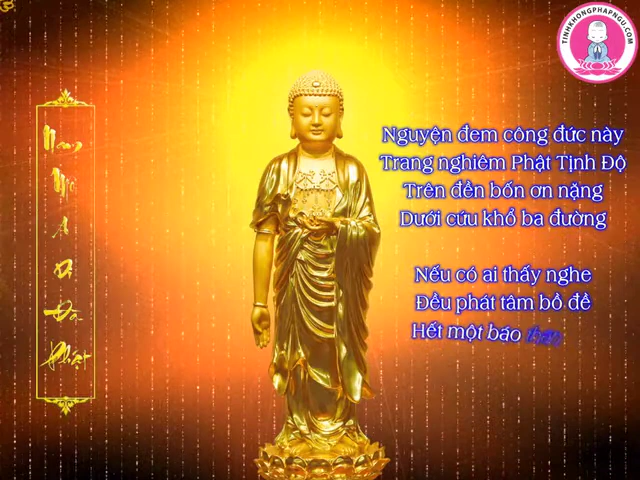 TINHKHONGPHAPNGU.COM
Nam
Mô
A
Di
Đà
Phật
Nguyện đem công đức này
Trang nghiêm Phật Tịnh Độ
Trên đền bốn ơn nặng
Dưới cứu khổ ba đường
Nếu có ai thấy nghe
Đều phát tâm bồ đề
Hết một báo thân